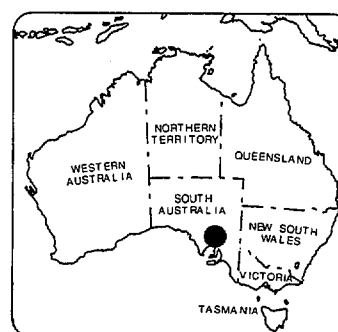 NORTHERN
TERRITORY
WESTERN
AUSTRALIA
QUEENSLAND
SOUTH
AUSTRALIA
NEW SOUTH
WALES
VICTORIA
TASMANIA